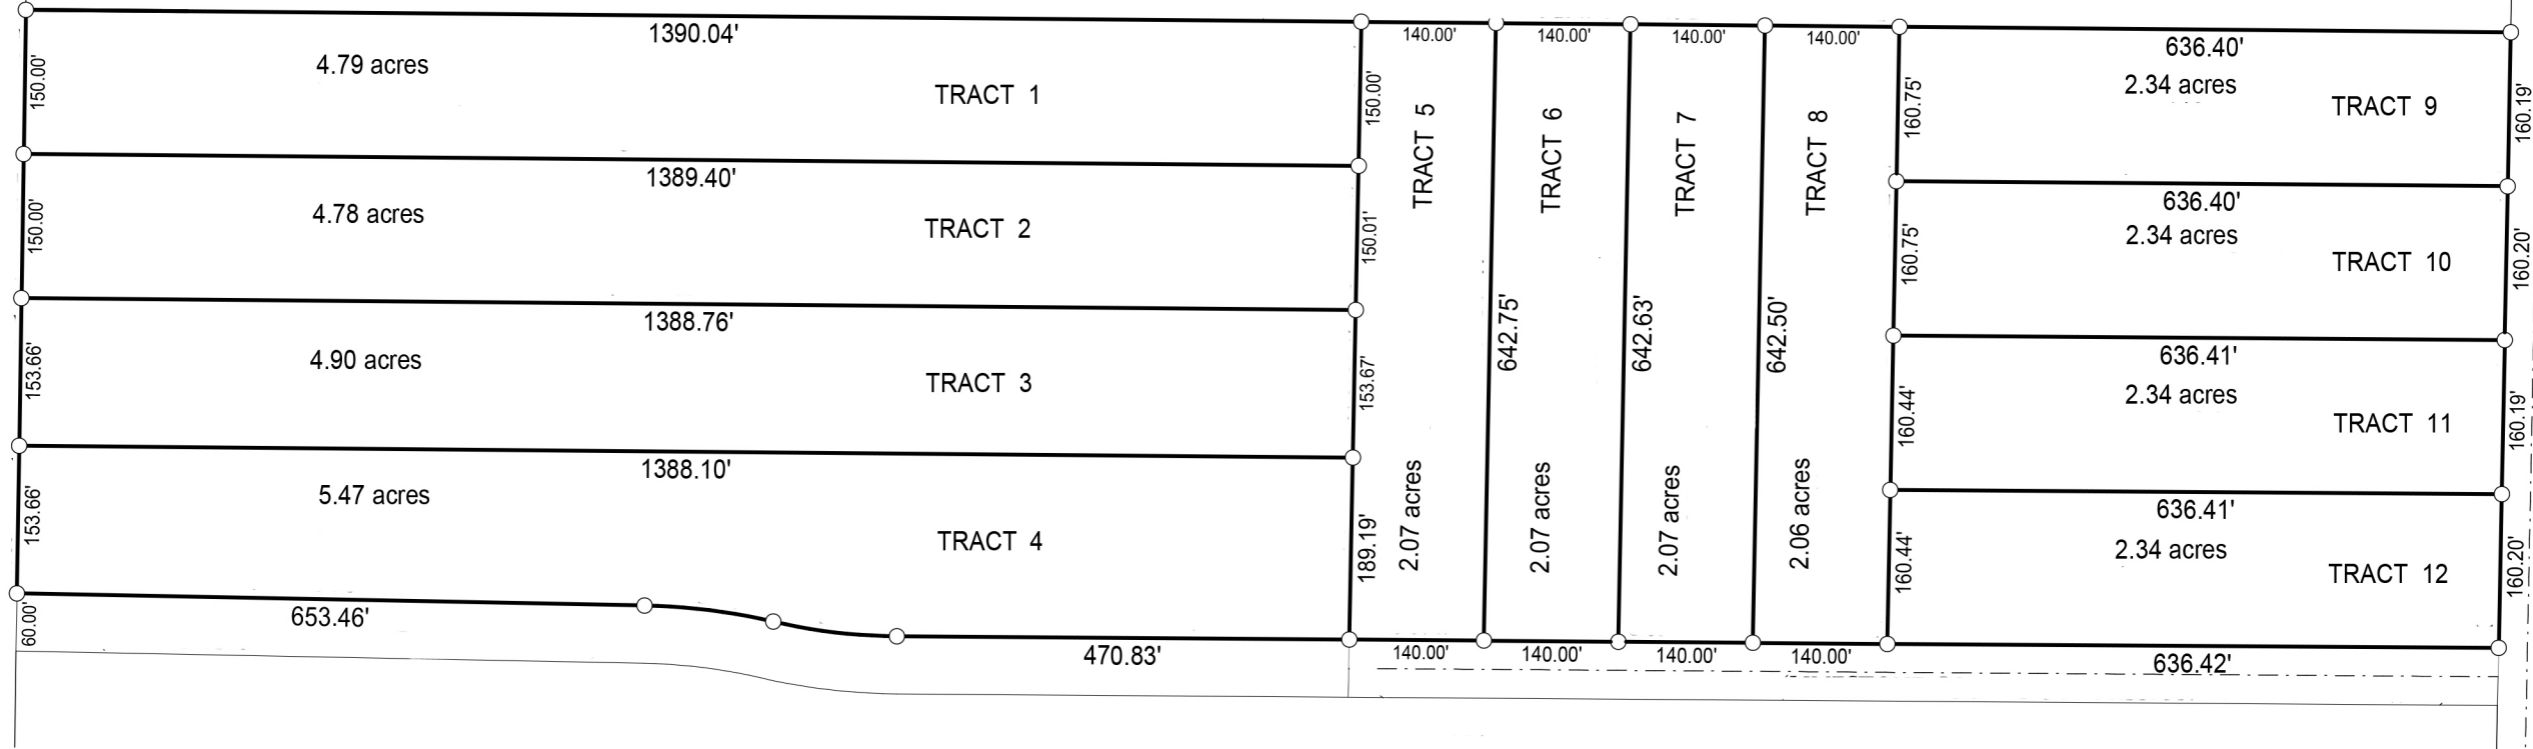 1390.04'
4.79 acres
150.00'
TRACT 1
150.00'
1389.40'
4.78 acres
150.00'
TRACT 2
150.01'
1388.76'
4.90 acres
153.66'
TRACT 3
153.67'
1388.10'
5.47 acres
153.66'
TRACT 4
189.19'
653.46'
60.00'
470.83'
140.00'
TRACT 5
642.75'
2.07 acres
140.00'
140.00'
TRACT 6
642.63'
2.07 acres
140.00'
140.00'
TRACT 7
642.50'
2.07 acres
140.00'
140.00'
TRACT 8
2.06 acres
140.00'
636.40'
2.34 acres
160.75'
TRACT 9
160.19'
636.40'
2.34 acres
160.75'
TRACT 10
160.20'
636.41'
2.34 acres
160.44'
TRACT 11
160.19'
636.41'
2.34 acres
160.44'
TRACT 12
160.20'
636.42'